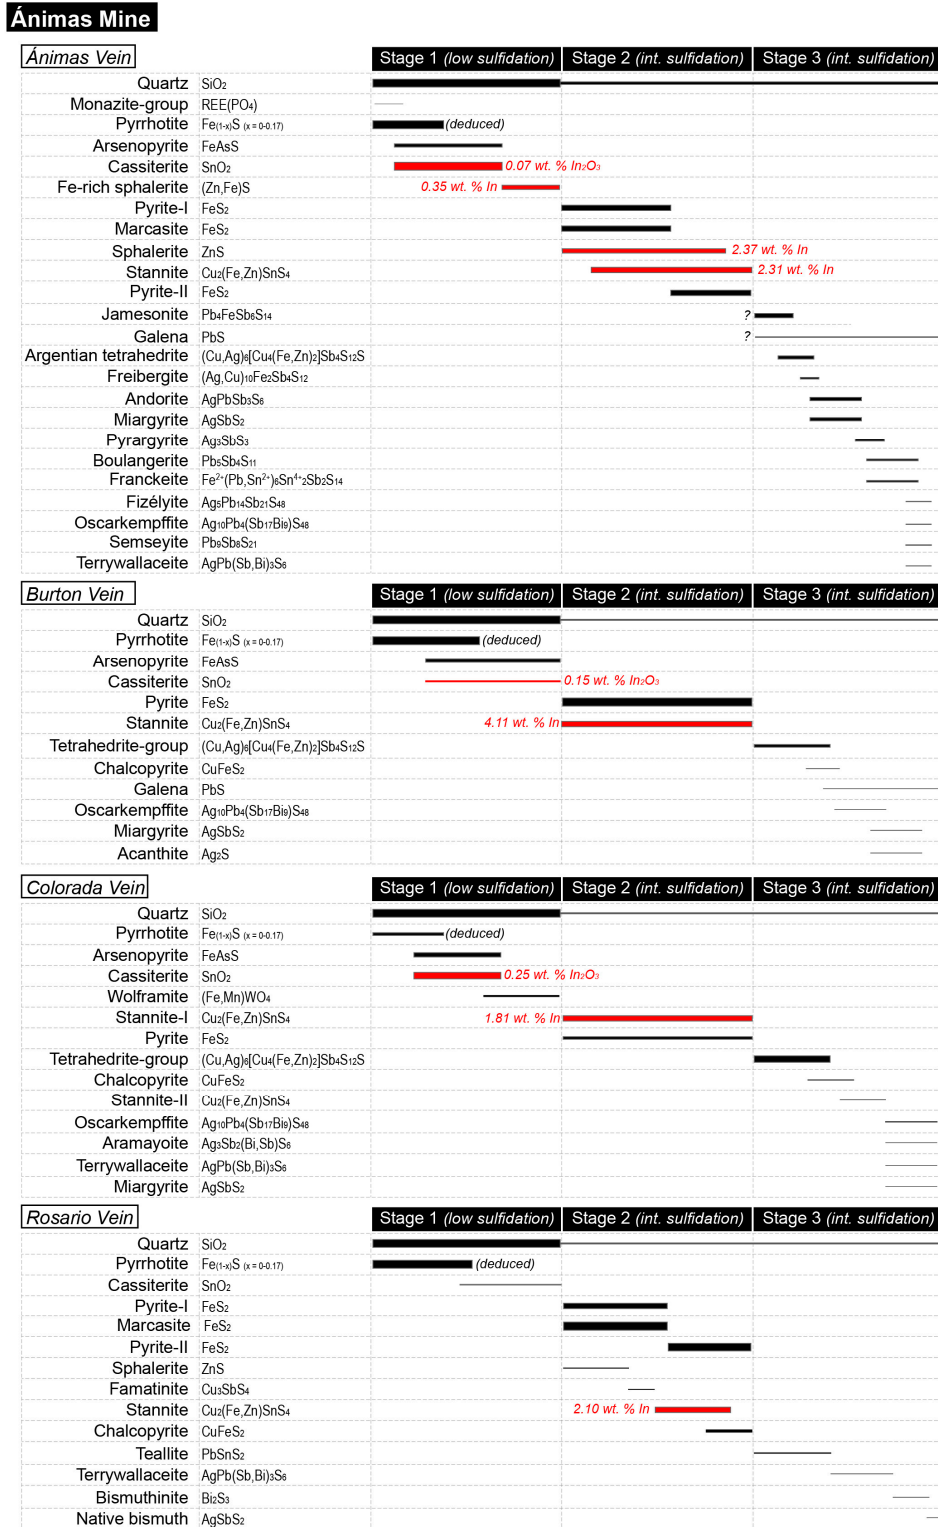 Ánimas Mine
Ánimas Vein Stage 1 (low sulfidation) Stage 2 (int. sulfidation) Stage 3 (int. sulfidation)
Quartz SiO₂
Monazite-group REE(PO₄)
Pyrrhotite Fe₍₁₋ₓ₎S (x = 0-0.17) (deduced)
Arsenopyrite FeAsS
Cassiterite SnO₂ 0.07 wt. % In₂O₃
Fe-rich sphalerite (Zn,Fe)S 0.35 wt. % In
Pyrite-I FeS₂
Marcasite FeS₂
Sphalerite ZnS 2.37 wt. % In
Stannite Cu₂(Fe,Zn)SnS₄ 2.31 wt. % In
Pyrite-II FeS₂
Jamesonite Pb₄FeSb₆S₁₄ ?
Galena PbS ?
Argentian tetrahedrite (Cu,Ag)₆[Cu₄(Fe,Zn)₂]Sb₄S₁₂S
Freibergite (Ag,Cu)₁₀Fe₂Sb₄S₁₂
Andorite AgPbSb₃S₆
Miargyrite AgSbS₂
Pyrargyrite Ag₃SbS₃
Boulangerite Pb₅Sb₄S₁₁
Franckeite Fe²⁺(Pb,Sn²⁺)₆Sn⁴⁺₂Sb₂S₁₄
Fizélyite Ag₅Pb₁₄Sb₂₁S₄₈
Oscarkempffite Ag₁₀Pb₄(Sb₁₇Bi₉)S₄₈
Semseyite Pb₉Sb₈S₂₁
Terrywallaceite AgPb(Sb,Bi)₃S₆
Burton Vein Stage 1 (low sulfidation) Stage 2 (int. sulfidation) Stage 3 (int. sulfidation)
Quartz SiO₂
Pyrrhotite Fe₍₁₋ₓ₎S (x = 0-0.17) (deduced)
Arsenopyrite FeAsS
Cassiterite SnO₂ 0.15 wt. % In₂O₃
Pyrite FeS₂
Stannite Cu₂(Fe,Zn)SnS₄ 4.11 wt. % In
Tetrahedrite-group (Cu,Ag)₆[Cu₄(Fe,Zn)₂]Sb₄S₁₂S
Chalcopyrite CuFeS₂
Galena PbS
Oscarkempffite Ag₁₀Pb₄(Sb₁₇Bi₉)S₄₈
Miargyrite AgSbS₂
Acanthite Ag₂S
Colorada Vein Stage 1 (low sulfidation) Stage 2 (int. sulfidation) Stage 3 (int. sulfidation)
Quartz SiO₂
Pyrrhotite Fe₍₁₋ₓ₎S (x = 0-0.17) (deduced)
Arsenopyrite FeAsS
Cassiterite SnO₂ 0.25 wt. % In₂O₃
Wolframite (Fe,Mn)WO₄
Stannite-I Cu₂(Fe,Zn)SnS₄ 1.81 wt. % In
Pyrite FeS₂
Tetrahedrite-group (Cu,Ag)₆[Cu₄(Fe,Zn)₂]Sb₄S₁₂S
Chalcopyrite CuFeS₂
Stannite-II Cu₂(Fe,Zn)SnS₄
Oscarkempffite Ag₁₀Pb₄(Sb₁₇Bi₉)S₄₈
Aramayoite Ag₃Sb₂(Bi,Sb)S₆
Terrywallaceite AgPb(Sb,Bi)₃S₆
Miargyrite AgSbS₂
Rosario Vein Stage 1 (low sulfidation) Stage 2 (int. sulfidation) Stage 3 (int. sulfidation)
Quartz SiO₂
Pyrrhotite Fe₍₁₋ₓ₎S (x = 0-0.17) (deduced)
Cassiterite SnO₂
Pyrite-I FeS₂
Marcasite FeS₂
Pyrite-II FeS₂
Sphalerite ZnS
Famatinite Cu₃SbS₄
Stannite Cu₂(Fe,Zn)SnS₄ 2.10 wt. % In
Chalcopyrite CuFeS₂
Teallite PbSnS₂
Terrywallaceite AgPb(Sb,Bi)₃S₆
Bismuthinite Bi₂S₃
Native bismuth AgSbS₂